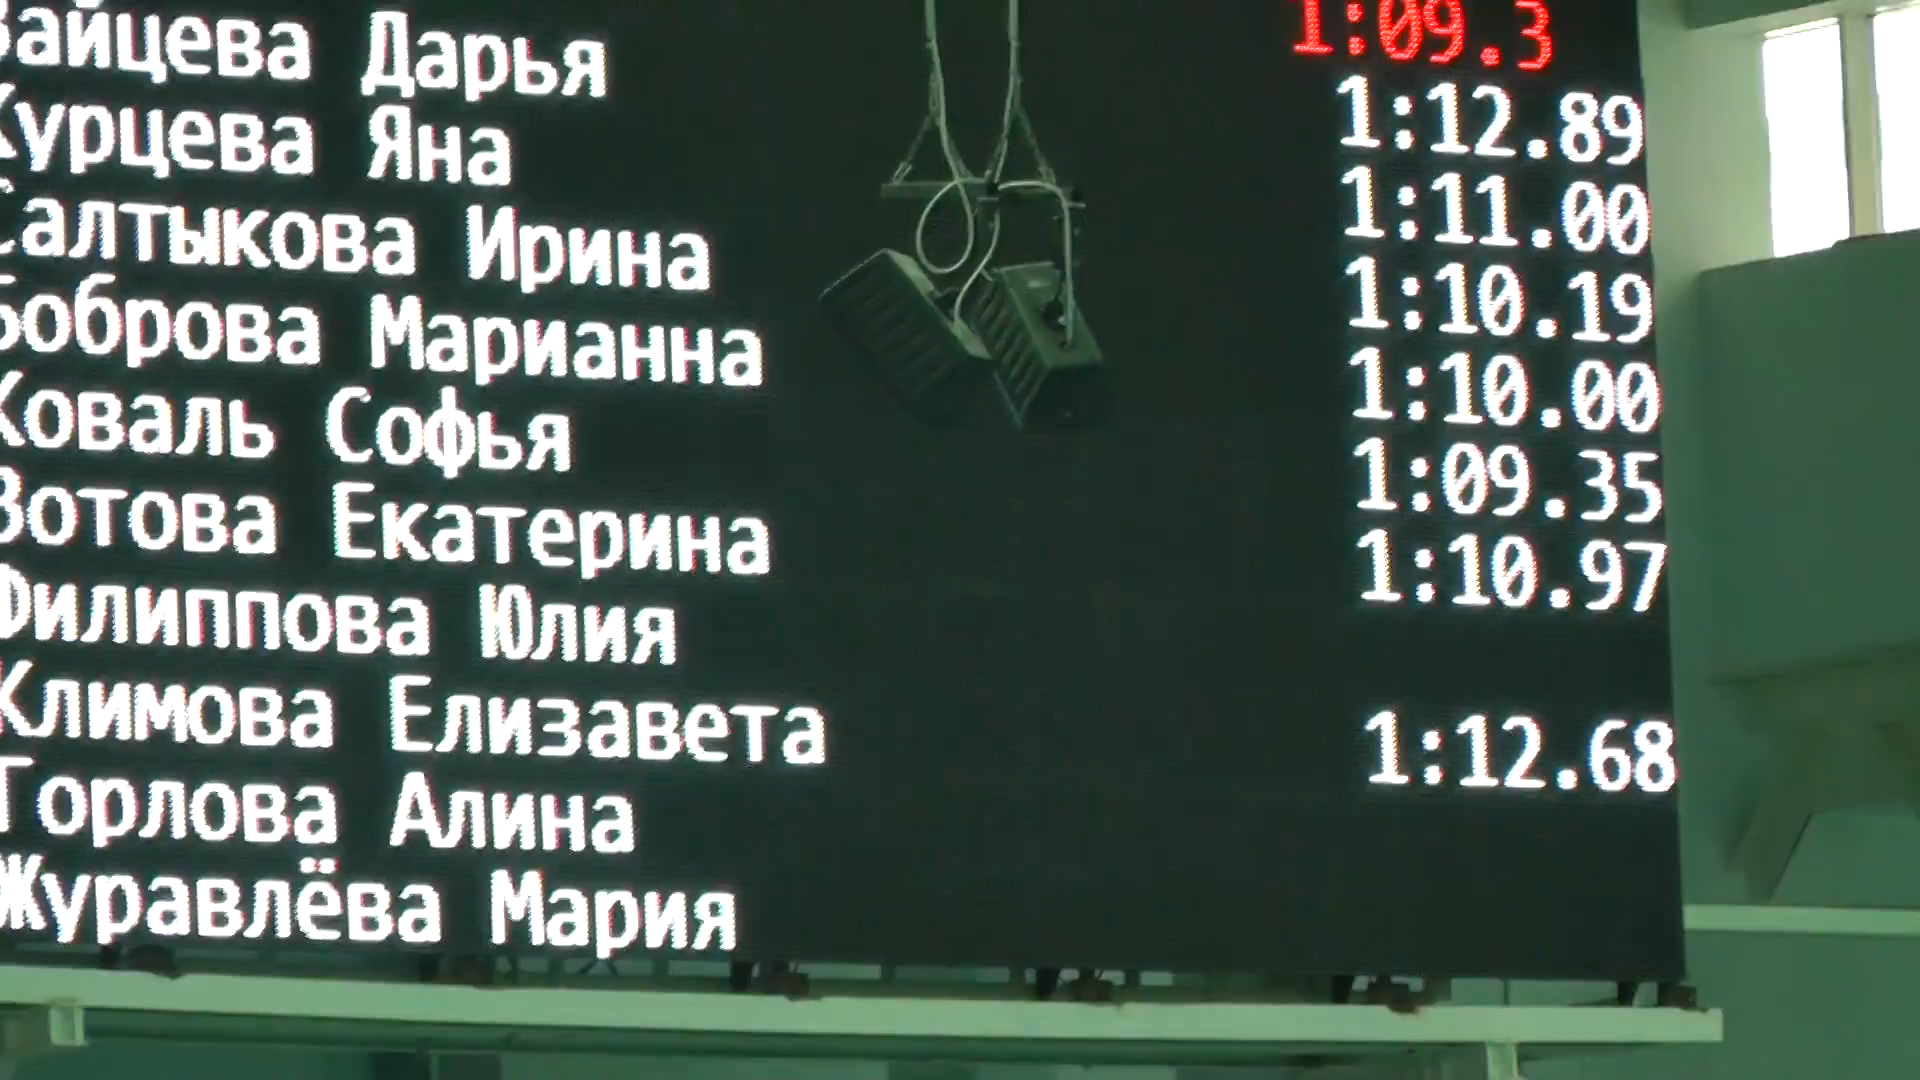 1:09.3
Зайцева Дарья 1:12.89
Курцева Яна 1:11.00
Салтыкова Ирина 1:10.19
Боброва Марианна 1:10.00
Коваль Софья 1:09.35
Зотова Екатерина 1:10.97
Филиппова Юлия
Климова Елизавета 1:12.68
Горлова Алина
Журавлёва Мария